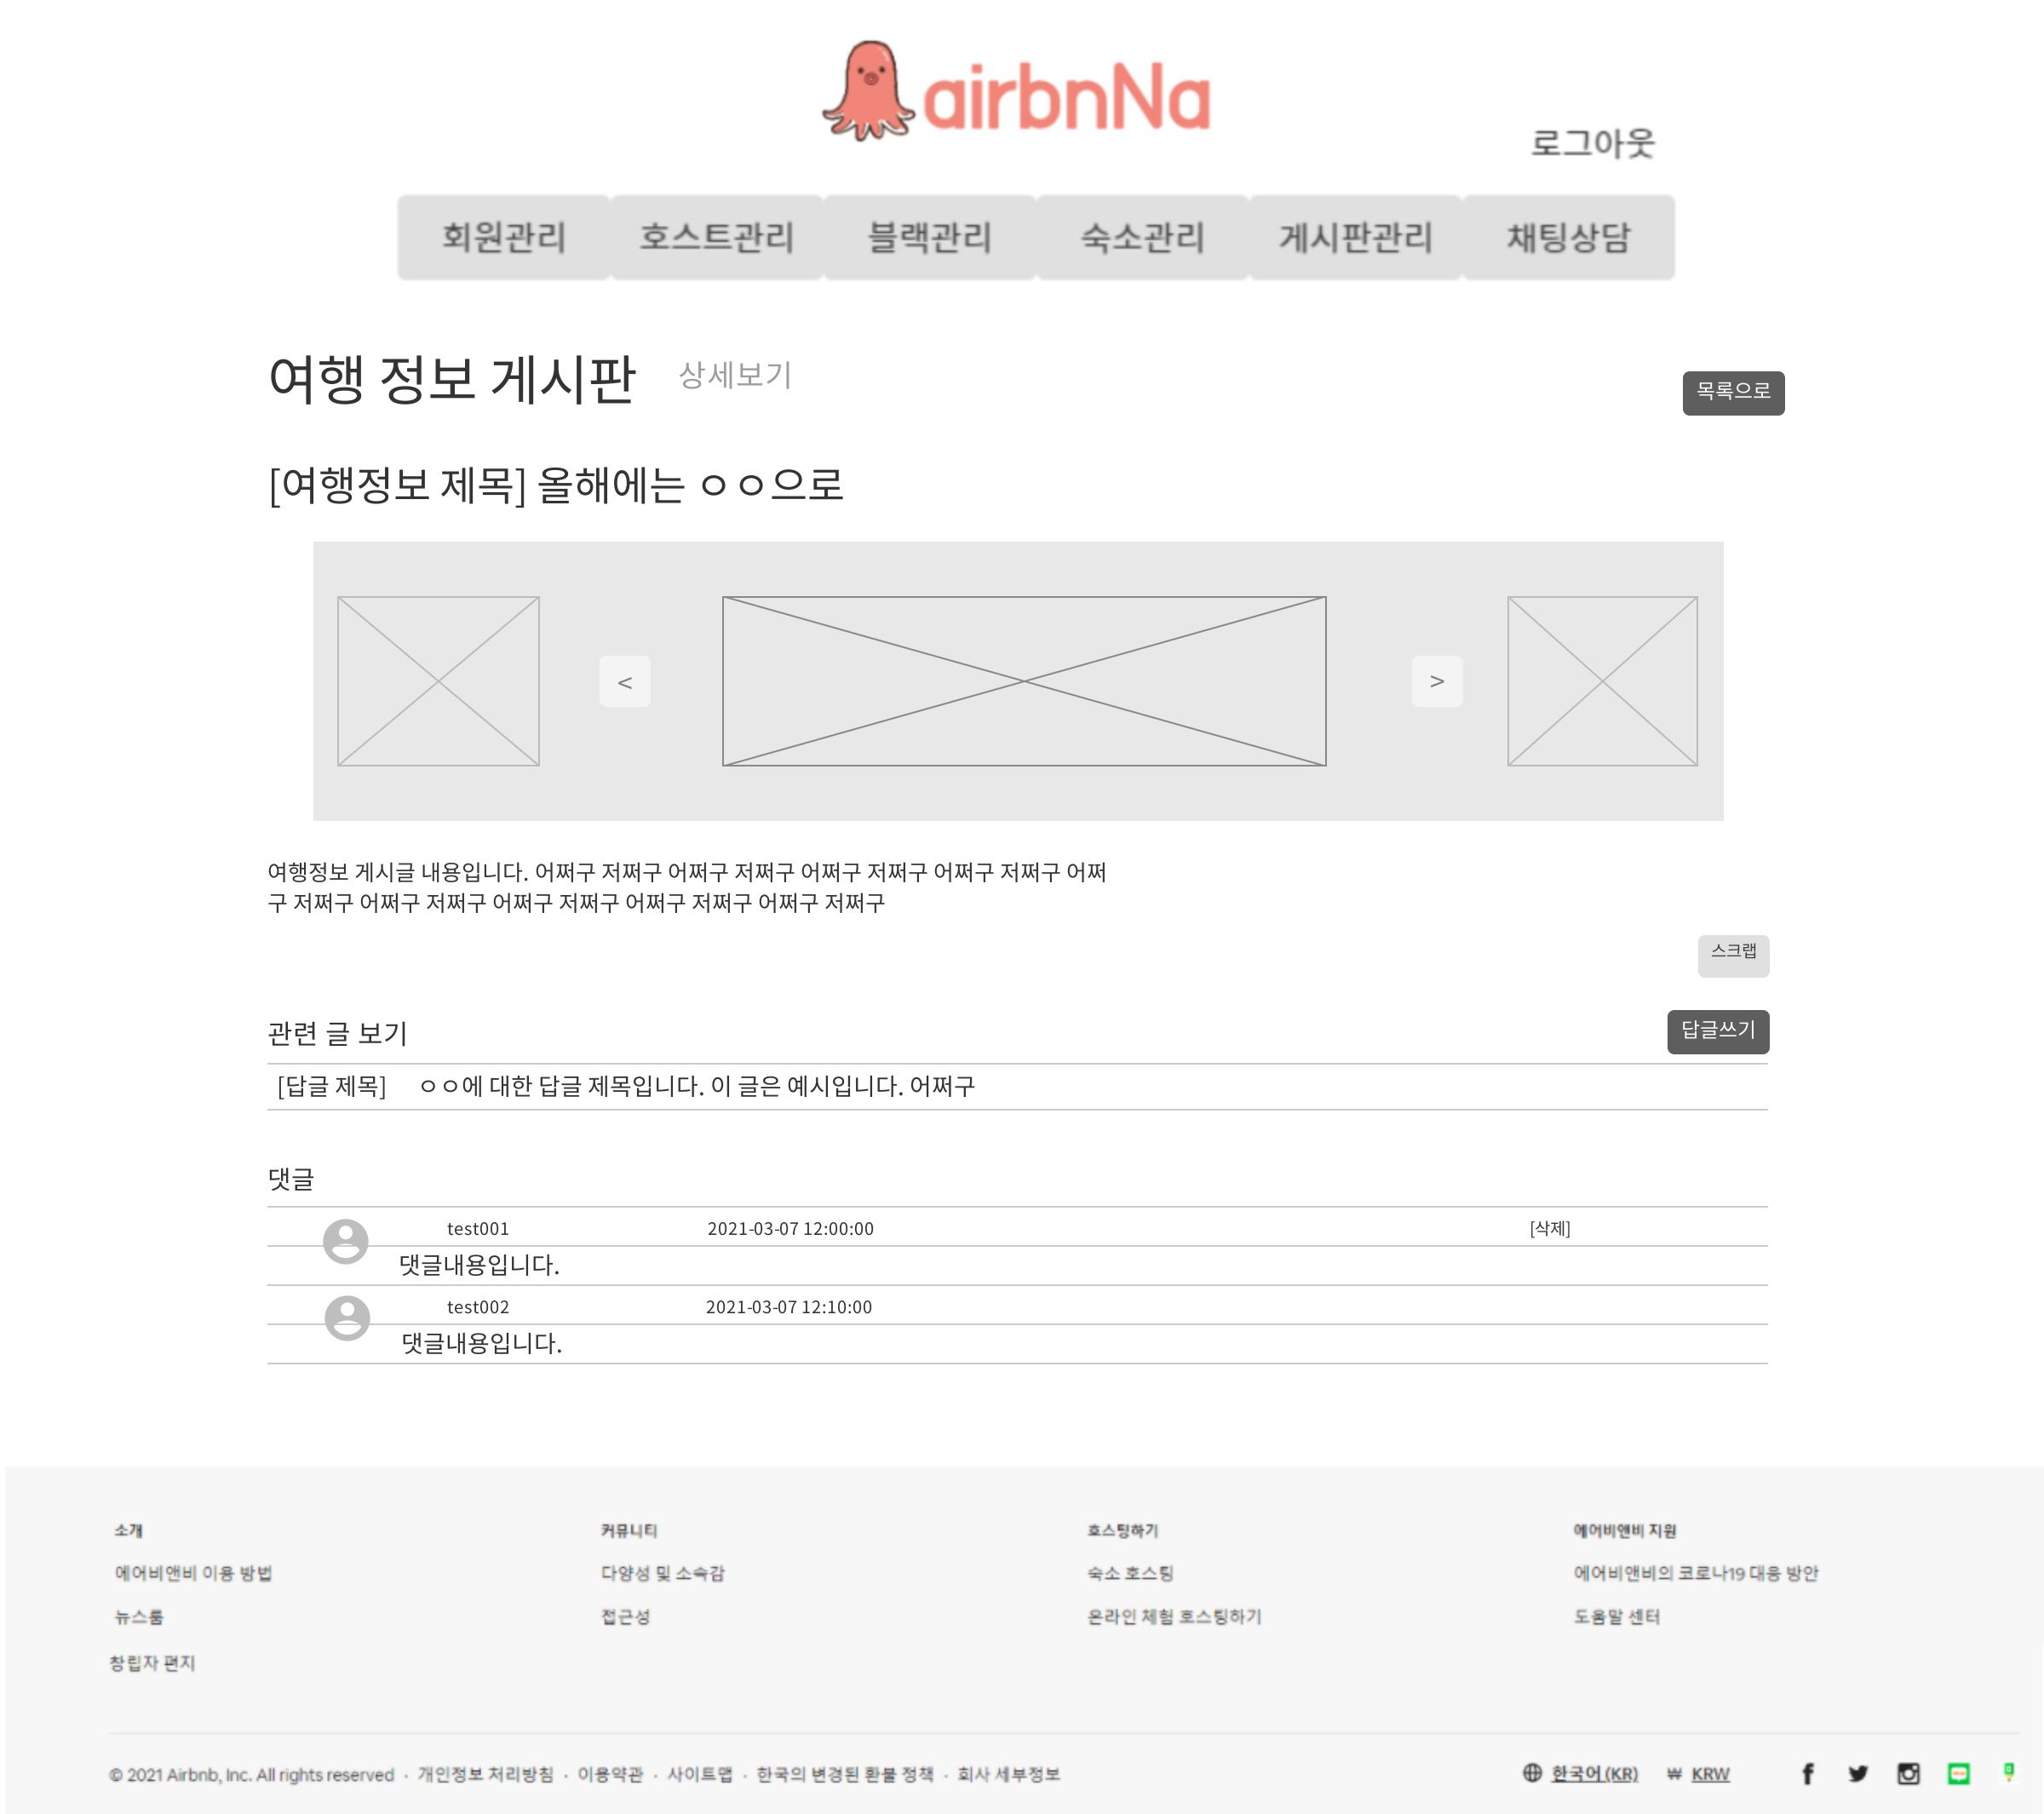 airbnNa
로그아웃
회원관리 호스트관리 블랙관리 숙소관리 게시판관리 채팅상담
여행 정보 게시판 상세보기
목록으로
[여행정보 제목] 올해에는 ㅇㅇ으로
< >
여행정보 게시글 내용입니다. 어쩌구 저쩌구 어쩌구 저쩌구 어쩌구 저쩌구 어쩌구 저쩌구 어쩌
구 저쩌구 어쩌구 저쩌구 어쩌구 저쩌구 어쩌구 저쩌구 어쩌구 저쩌구
스크랩
관련 글 보기 답글쓰기
[답글 제목] ㅇㅇ에 대한 답글 제목입니다. 이 글은 예시입니다. 어쩌구
댓글
test001 2021-03-07 12:00:00 [삭제]
댓글내용입니다.
test002 2021-03-07 12:10:00
댓글내용입니다.
소개 커뮤니티 호스팅하기 에어비앤비 지원
에어비앤비 이용 방법 다양성 및 소속감 숙소 호스팅 에어비앤비의 코로나19 대응 방안
뉴스룸 접근성 온라인 체험 호스팅하기 도움말 센터
창립자 편지
© 2021 Airbnb, Inc. All rights reserved · 개인정보 처리방침 · 이용약관 · 사이트맵 · 한국의 변경된 환불 정책 · 회사 세부정보 한국어 (KR) ₩ KRW